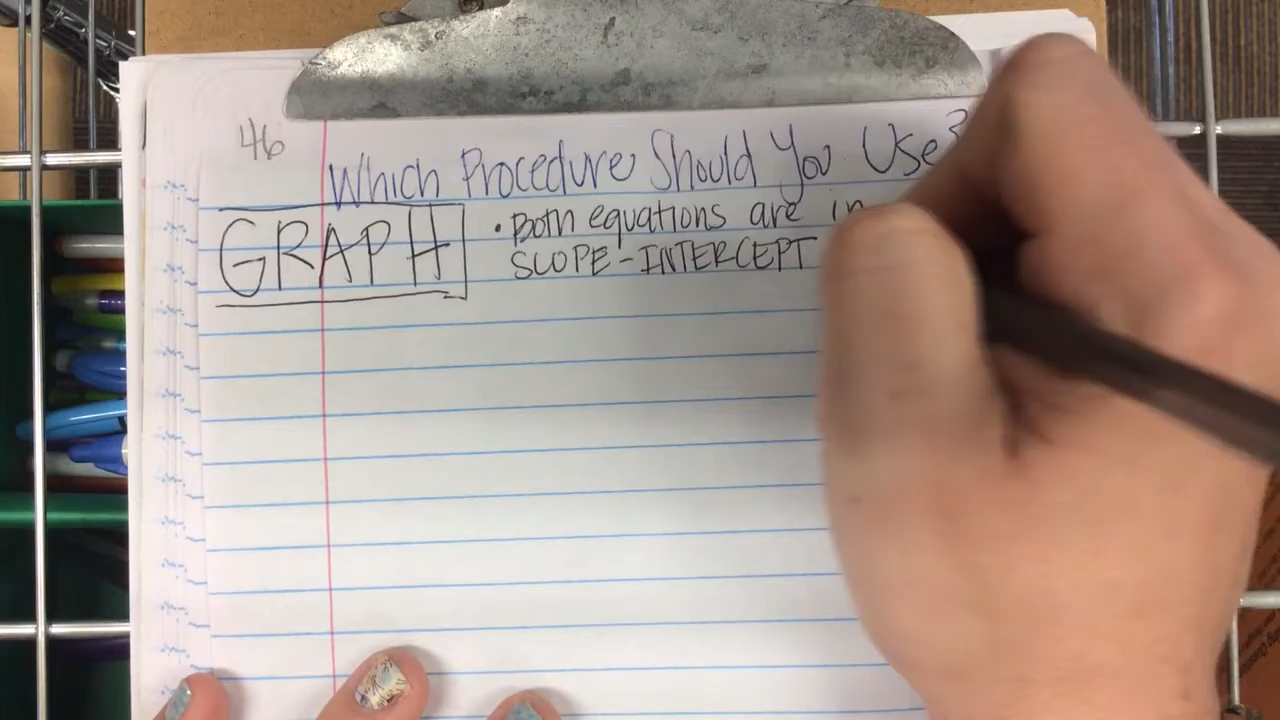 46
Which Procedure Should You Use?
GRAPH
• Both equations are in
SLOPE-INTERCEPT